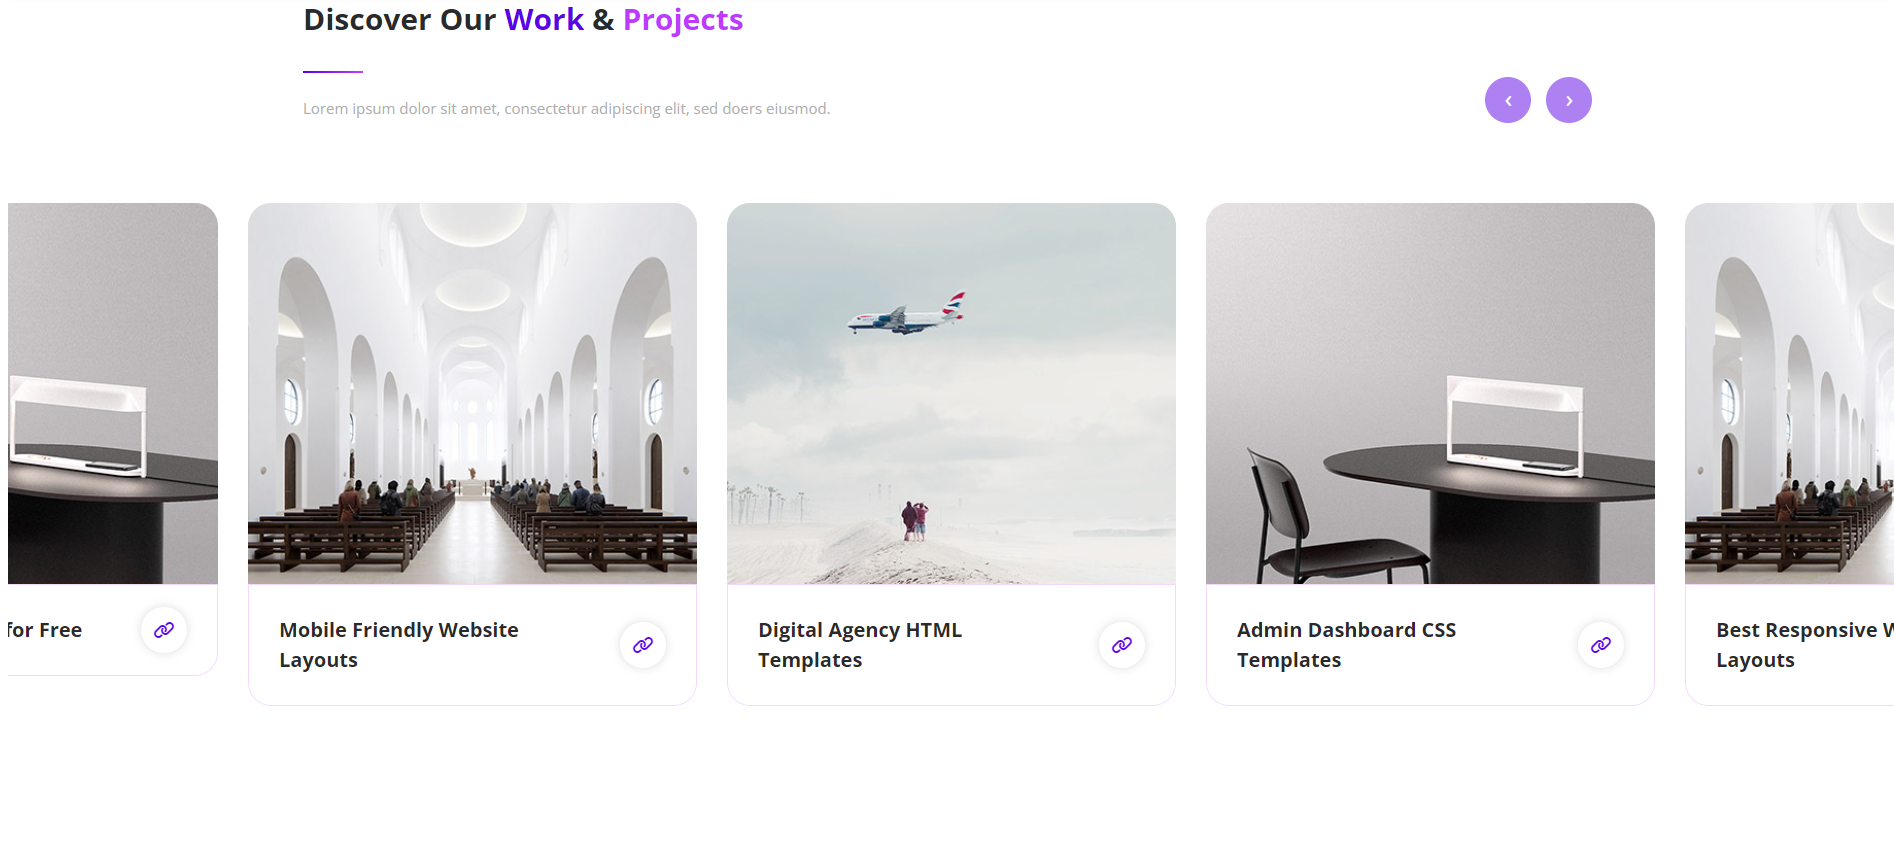 Discover Our Work & Projects
Lorem ipsum dolor sit amet, consectetur adipiscing elit, sed doers eiusmod.
‹ ›
for Free
Mobile Friendly Website
Layouts
Digital Agency HTML
Templates
Admin Dashboard CSS
Templates
Best Responsive W
Layouts